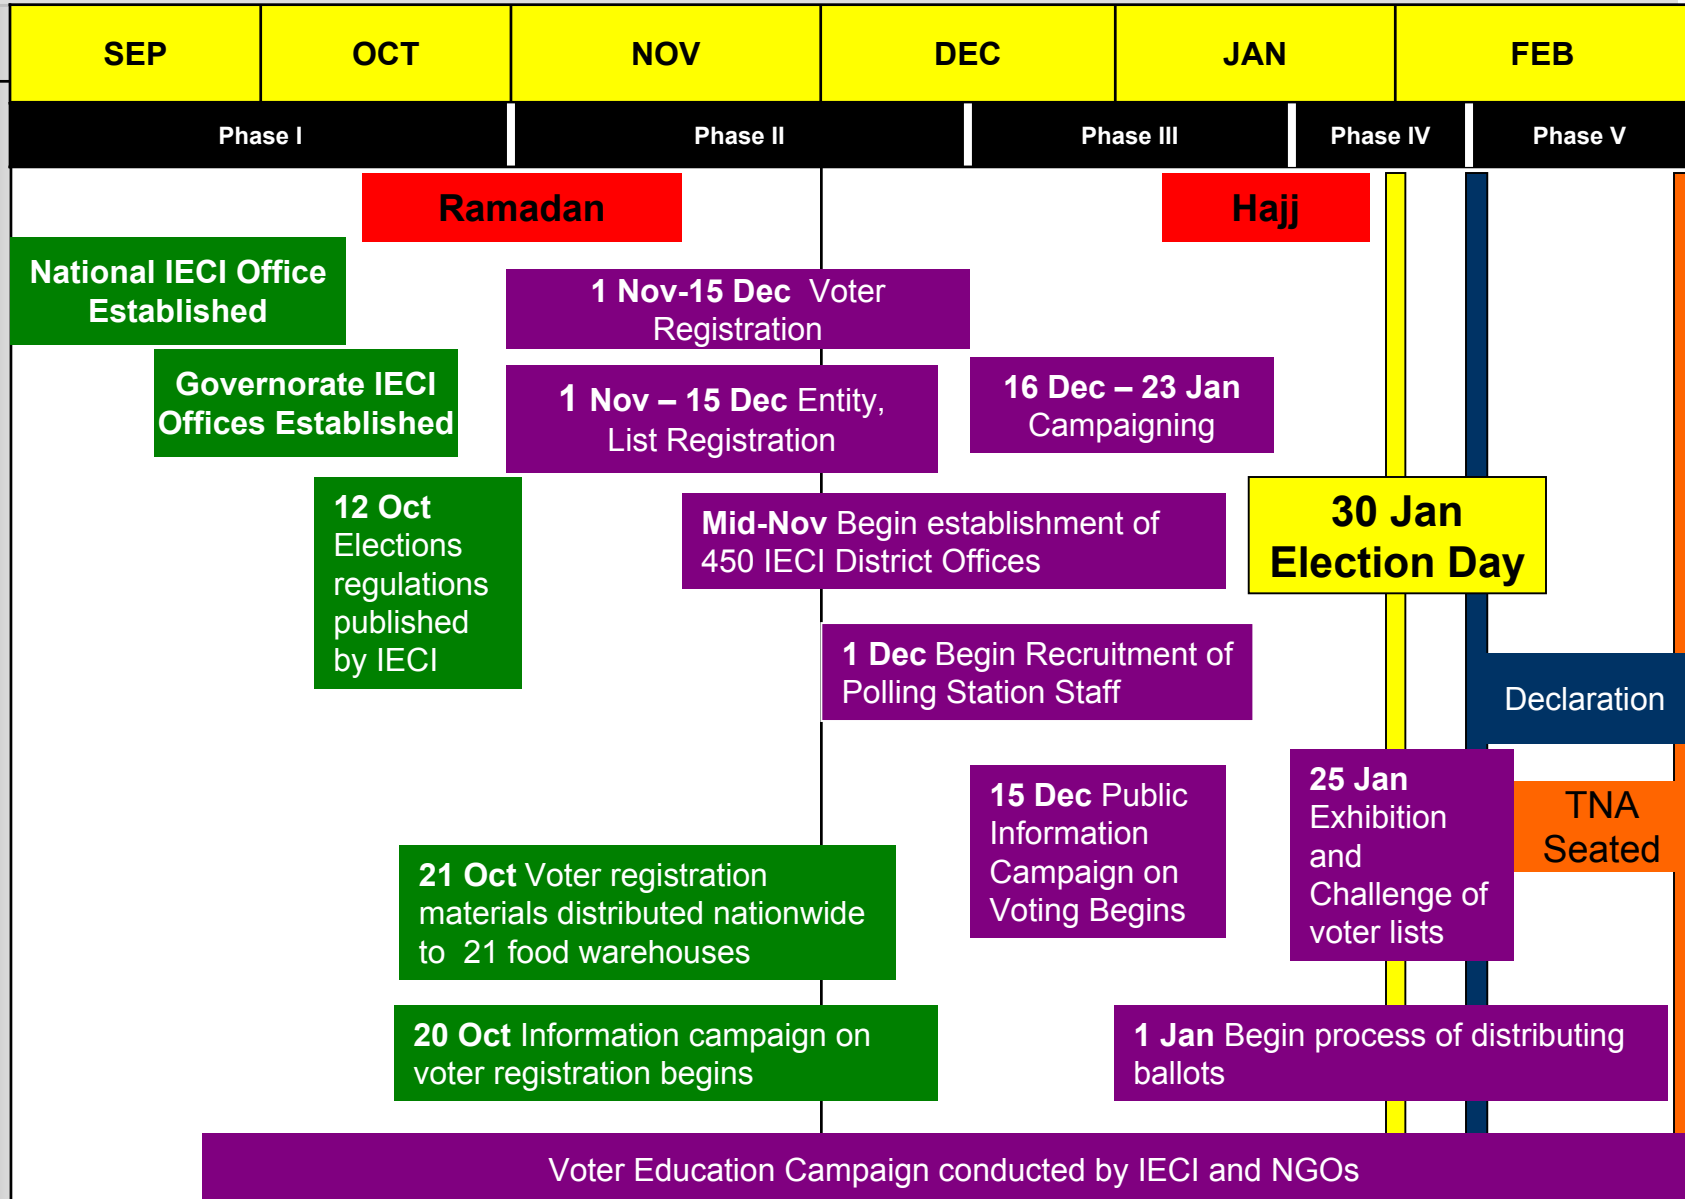 SEP OCT NOV DEC JAN FEB
Phase I Phase II Phase III Phase IV Phase V
Ramadan
Hajj
National IECI Office
Established
1 Nov-15 Dec Voter
Registration
Governorate IECI
Offices Established
1 Nov – 15 Dec Entity,
List Registration
16 Dec – 23 Jan
Campaigning
12 Oct
Elections
regulations
published
by IECI
Mid-Nov Begin establishment of
450 IECI District Offices
30 Jan
Election Day
1 Dec Begin Recruitment of
Polling Station Staff
Declaration
15 Dec Public
Information
Campaign on
Voting Begins
25 Jan
Exhibition
and
Challenge of
voter lists
TNA
Seated
21 Oct Voter registration
materials distributed nationwide
to 21 food warehouses
20 Oct Information campaign on
voter registration begins
1 Jan Begin process of distributing
ballots
Voter Education Campaign conducted by IECI and NGOs